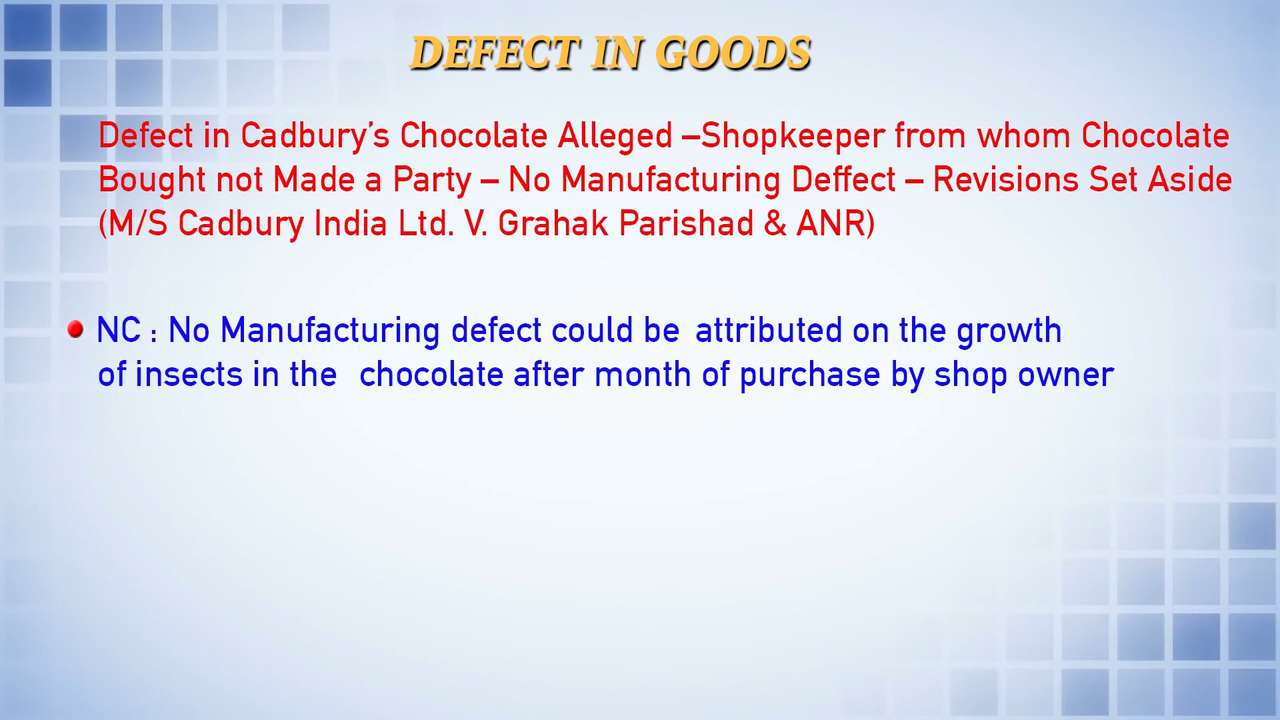 DEFECT IN GOODS
Defect in Cadbury’s Chocolate Alleged –Shopkeeper from whom Chocolate
Bought not Made a Party – No Manufacturing Deffect – Revisions Set Aside
(M/S Cadbury India Ltd. V. Grahak Parishad & ANR)
NC : No Manufacturing defect could be attributed on the growth
of insects in the chocolate after month of purchase by shop owner